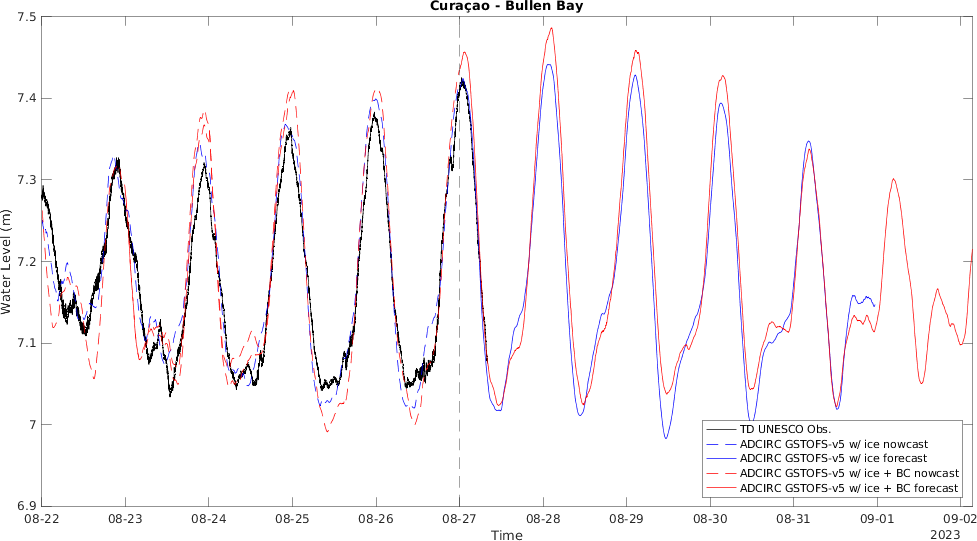 Curaçao - Bullen Bay
7.5
7.4
7.3
7.2
7.1
7
6.9
Water Level (m)
TD UNESCO Obs.
ADCIRC GSTOFS-v5 w/ ice nowcast
ADCIRC GSTOFS-v5 w/ ice forecast
ADCIRC GSTOFS-v5 w/ ice + BC nowcast
ADCIRC GSTOFS-v5 w/ ice + BC forecast
08-22 08-23 08-24 08-25 08-26 08-27 08-28 08-29 08-30 08-31 09-01 09-02
Time 2023